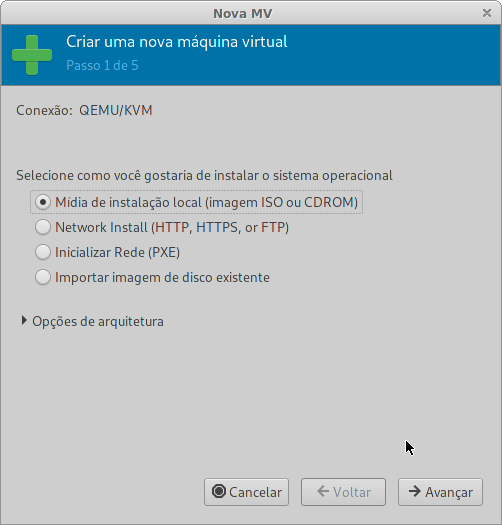 Nova MV
Criar uma nova máquina virtual
Passo 1 de 5
Conexão: QEMU/KVM
Selecione como você gostaria de instalar o sistema operacional
Mídia de instalação local (imagem ISO ou CDROM)
Network Install (HTTP, HTTPS, or FTP)
Inicializar Rede (PXE)
Importar imagem de disco existente
Opções de arquitetura
Cancelar
Voltar
Avançar